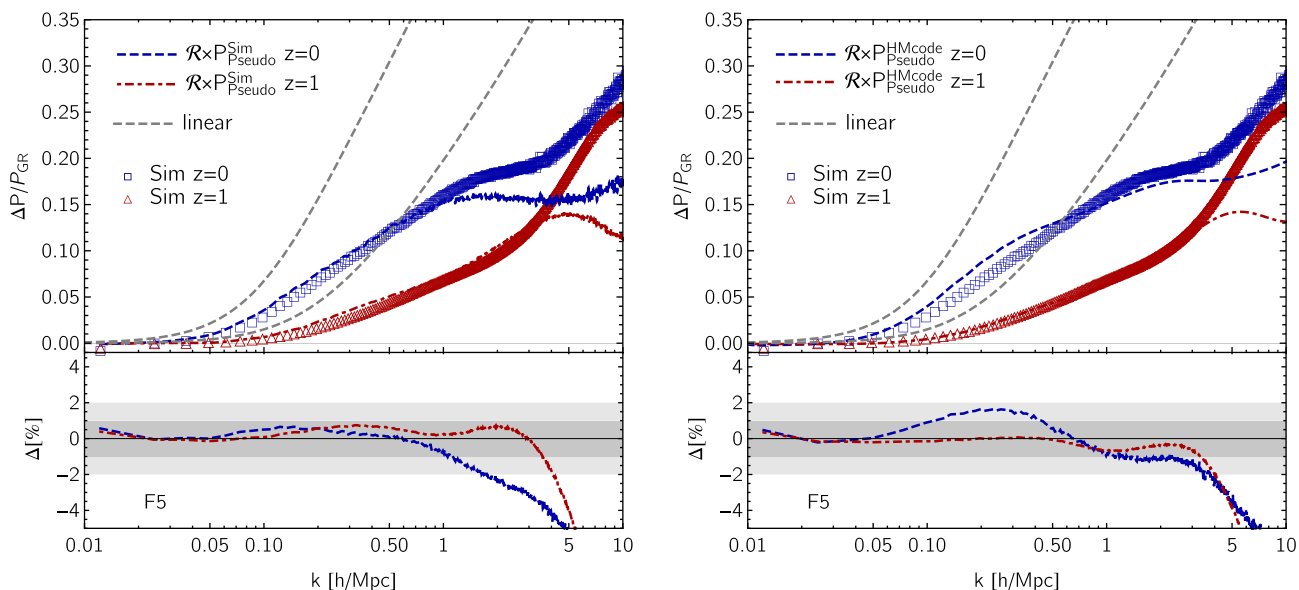 0.35
0.30
0.25
0.20
0.15
0.10
0.05
0.00
ΔP/P_GR
ℛ×P^Sim_Pseudo z=0
ℛ×P^Sim_Pseudo z=1
linear
Sim z=0
Sim z=1
4
2
0
−2
−4
Δ[%]
F5
0.01 0.05 0.10 0.50 1 5 10
k [h/Mpc]
0.35
0.30
0.25
0.20
0.15
0.10
0.05
0.00
ΔP/P_GR
ℛ×P^HMcode_Pseudo z=0
ℛ×P^HMcode_Pseudo z=1
linear
Sim z=0
Sim z=1
4
2
0
−2
−4
Δ[%]
F5
0.01 0.05 0.10 0.50 1 5 10
k [h/Mpc]